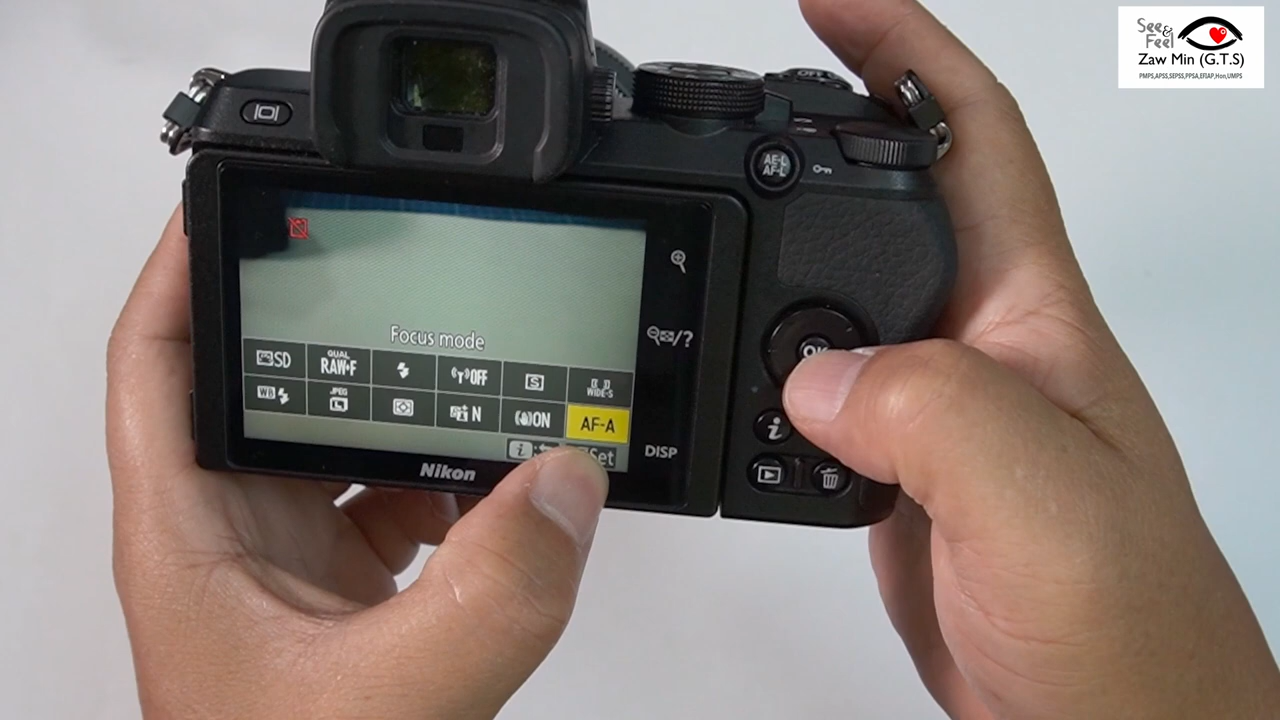 See &
Feel
Zaw Min (G.T.S)
PMPS,APSS,SEPSS,PPSA,EFIAP,Hon,UMPS
OFF
AE-L
AF-L
Focus mode
SD
QUAL
RAW+F
OFF
S
WIDE-S
WB
JPEG
L
N
ON
AF-A
i
Set
?
DISP
OK
i
Nikon